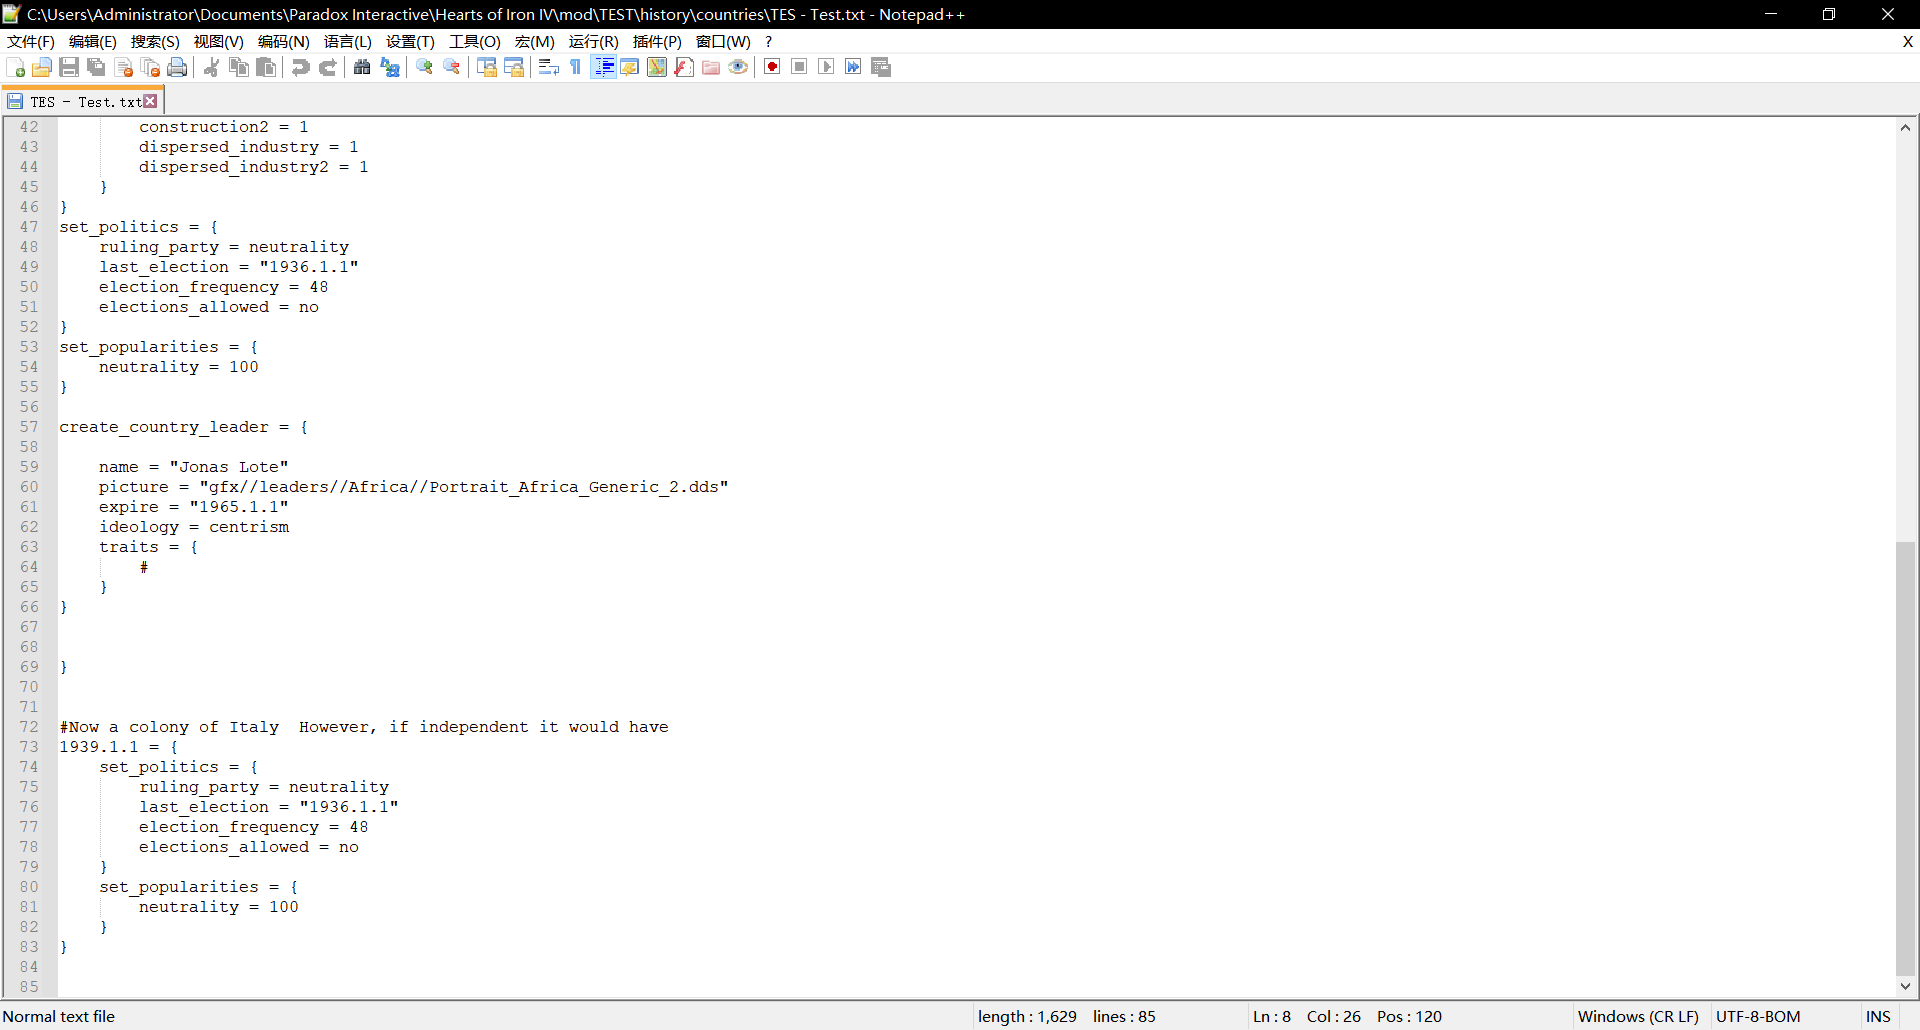 C:\Users\Administrator\Documents\Paradox Interactive\Hearts of Iron IV\mod\TEST\history\countries\TES - Test.txt - Notepad++
文件(F) 编辑(E) 搜索(S) 视图(V) 编码(N) 语言(L) 设置(T) 工具(O) 宏(M) 运行(R) 插件(P) 窗口(W) ? X
TES - Test.txt
42 construction2 = 1
43 dispersed_industry = 1
44 dispersed_industry2 = 1
45 }
46 }
47 set_politics = {
48 ruling_party = neutrality
49 last_election = "1936.1.1"
50 election_frequency = 48
51 elections_allowed = no
52 }
53 set_popularities = {
54 neutrality = 100
55 }
56
57 create_country_leader = {
58
59 name = "Jonas Lote"
60 picture = "gfx//leaders//Africa//Portrait_Africa_Generic_2.dds"
61 expire = "1965.1.1"
62 ideology = centrism
63 traits = {
64 #
65 }
66 }
67
68
69 }
70
71
72 #Now a colony of Italy  However, if independent it would have
73 1939.1.1 = {
74 set_politics = {
75 ruling_party = neutrality
76 last_election = "1936.1.1"
77 election_frequency = 48
78 elections_allowed = no
79 }
80 set_popularities = {
81 neutrality = 100
82 }
83 }
84
85
Normal text file length : 1,629 lines : 85 Ln : 8 Col : 26 Pos : 120 Windows (CR LF) UTF-8-BOM INS